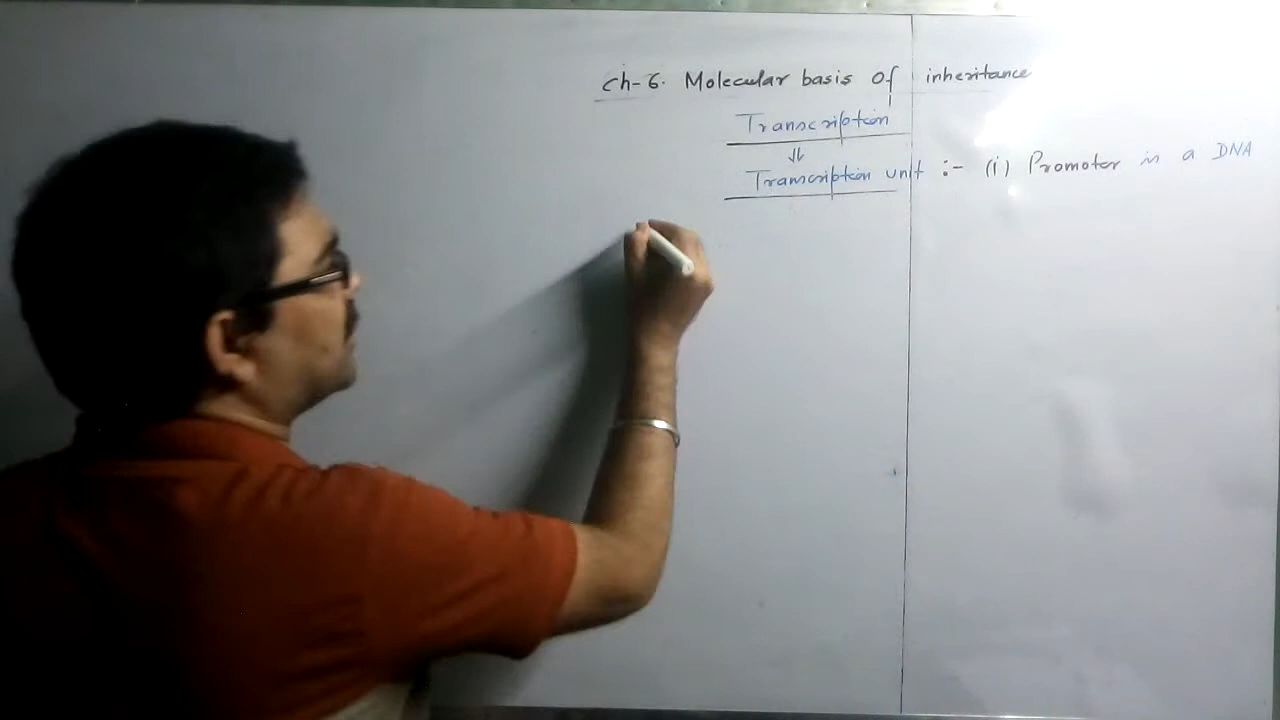 Ch-6. Molecular basis of inheritance
Transcription
⇓
Transcription unit :- (i) Promoter in a DNA